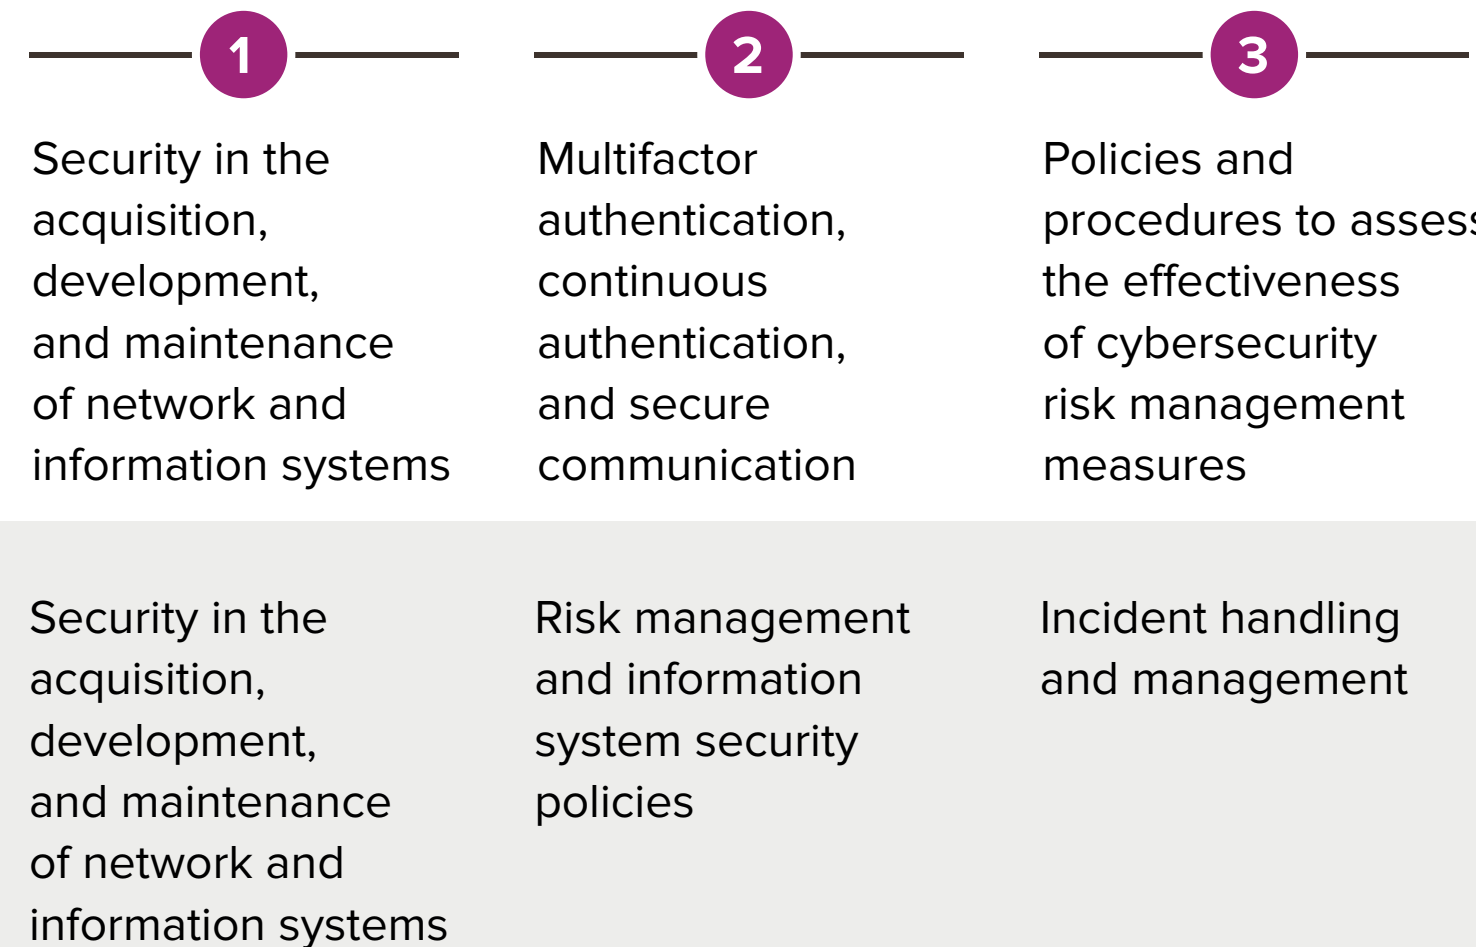 1
Security in the
acquisition,
development,
and maintenance
of network and
information systems
2
Multifactor
authentication,
continuous
authentication,
and secure
communication
3
Policies and
procedures to assess
the effectiveness
of cybersecurity
risk management
measures
Security in the
acquisition,
development,
and maintenance
of network and
information systems
Risk management
and information
system security
policies
Incident handling
and management